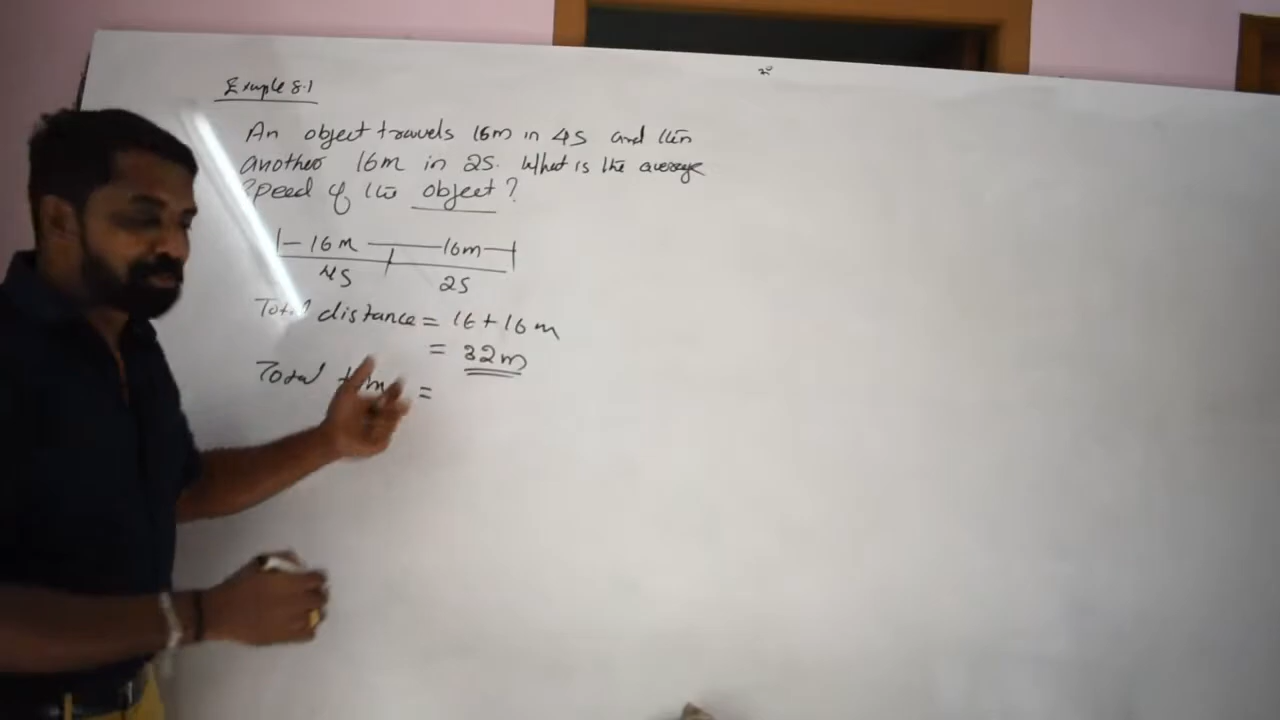 Example 8.1
An object travels 16m in 4s and then
another 16m in 2s. What is the average
Speed of the object?
16m 16m
4s 2s
Total distance = 16 + 16 m
= 32m
Total time =